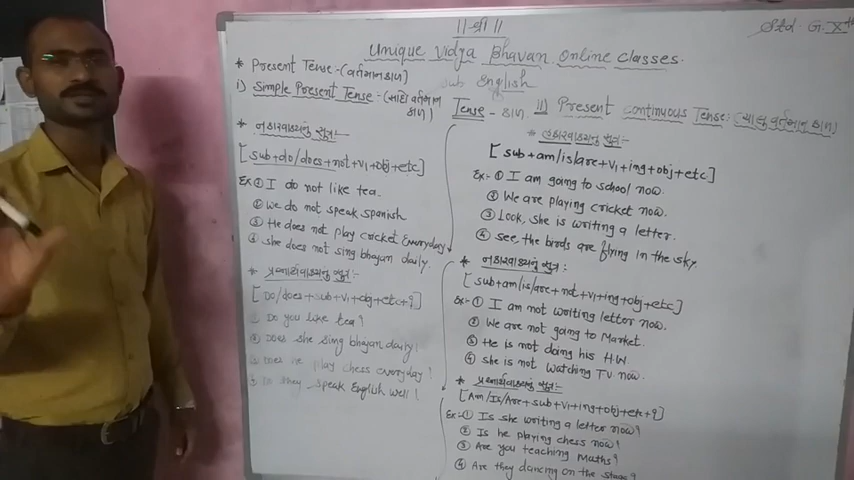 ॥ श्री ॥
Std: G. Xth
Unique Vidya Bhavan Online Classes.
Sub English
* Present Tense - (વર્તમાનકાળ)
i) Simple Present Tense - (સાદો વર્તમાન કાળ)
Tense - કાળ
* નકારવાક્યનું સૂત્ર:-
[Sub+do/does+not+V₁+obj+etc]
Ex ① I do not like tea.
② We do not speak Spanish
③ He does not play cricket Everyday
④ She does not sing bhajan daily.
* પ્રશ્નાર્થવાક્યનું સૂત્ર:-
[Do/does+sub+V₁+obj+etc+?]
① Do you like tea?
② Does she sing bhajan daily?
③ Does he play chess everyday?
④ Do they speak English well?
ii) Present continuous Tense: (ચાલુ વર્તમાન કાળ)
* હકારવાક્યનું સૂત્ર:-
[Sub+am/is/are+V₁+ing+obj+etc]
Ex:- ① I am going to school now.
② We are playing cricket now.
③ Look, she is writing a letter.
④ See, the birds are flying in the sky.
* નકારવાક્યનું સૂત્ર:
[Sub+am/is/are+not+V₁+ing+obj+etc]
Ex:- ① I am not writing letter now.
② We are not going to Market.
③ He is not doing his H.W.
④ She is not watching TV now.
* પ્રશ્નાર્થવાક્યનું સૂત્ર:-
[Am/Is/Are+sub+V₁+ing+obj+etc+?]
Ex:- ① Is she writing a letter now?
② Is he playing chess now?
③ Are you teaching Maths?
④ Are they dancing on the stage?